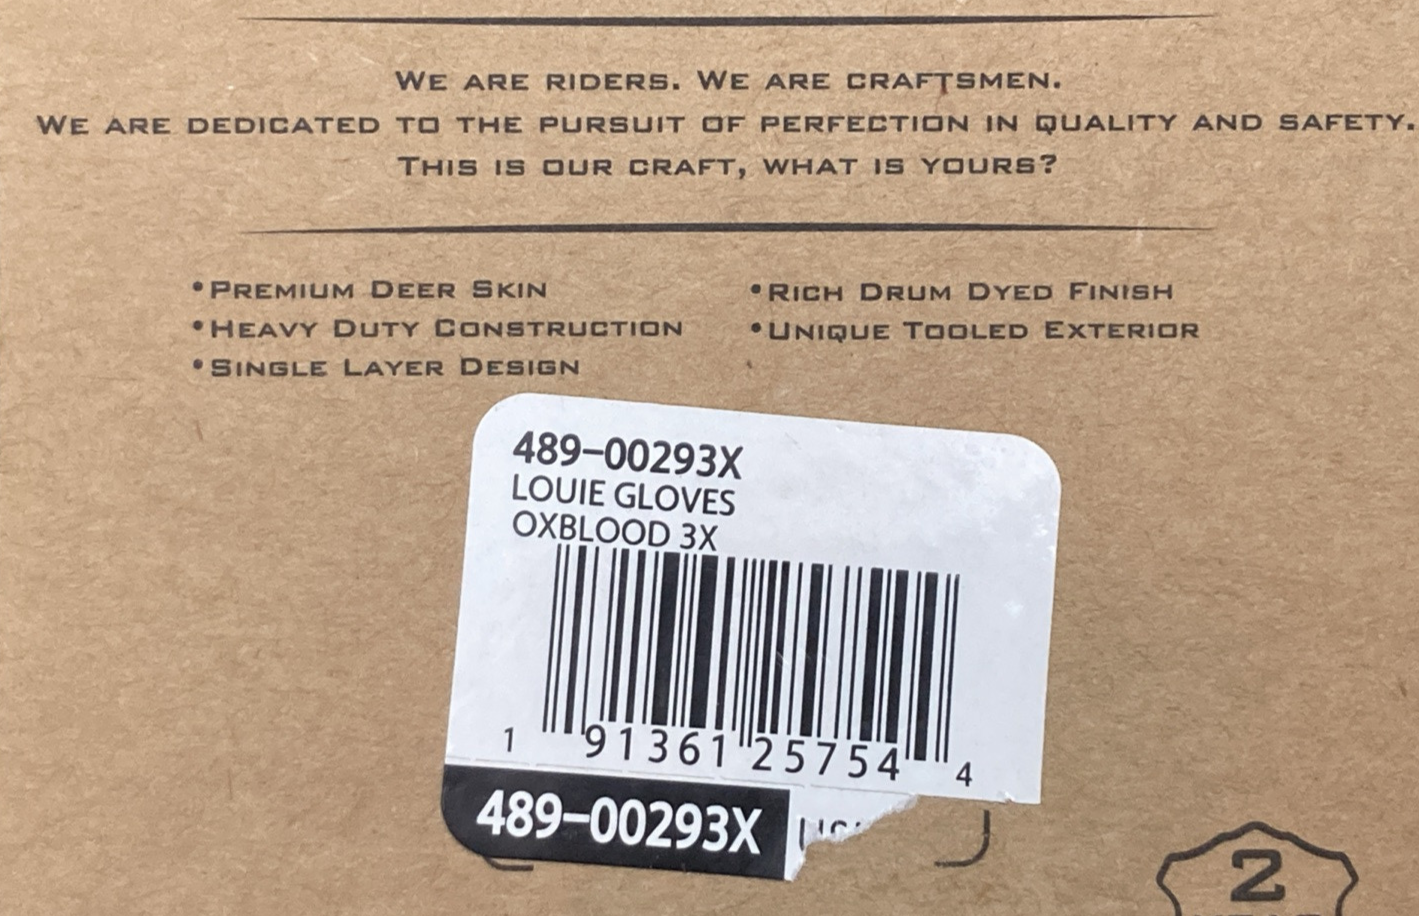 WE ARE RIDERS. WE ARE CRAFTSMEN.
WE ARE DEDICATED TO THE PURSUIT OF PERFECTION IN QUALITY AND SAFETY.
THIS IS OUR CRAFT, WHAT IS YOURS?
•PREMIUM DEER SKIN
•HEAVY DUTY CONSTRUCTION
•SINGLE LAYER DESIGN
•RICH DRUM DYED FINISH
•UNIQUE TOOLED EXTERIOR
489-00293X
LOUIE GLOVES
OXBLOOD 3X
1 91361 25754 4
489-00293X
2